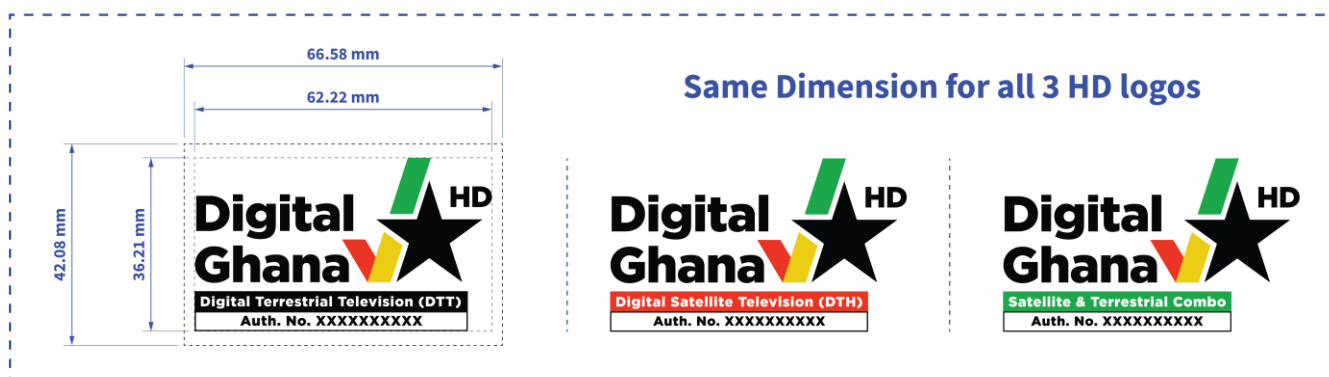 66.58 mm
62.22 mm
Same Dimension for all 3 HD logos
42.08 mm
36.21 mm
Digital
Ghana
HD
Digital Terrestrial Television (DTT)
Auth. No. XXXXXXXXXX
Digital
Ghana
HD
Digital Satellite Television (DTH)
Auth. No. XXXXXXXXXX
Digital
Ghana
HD
Satellite & Terrestrial Combo
Auth. No. XXXXXXXXXX